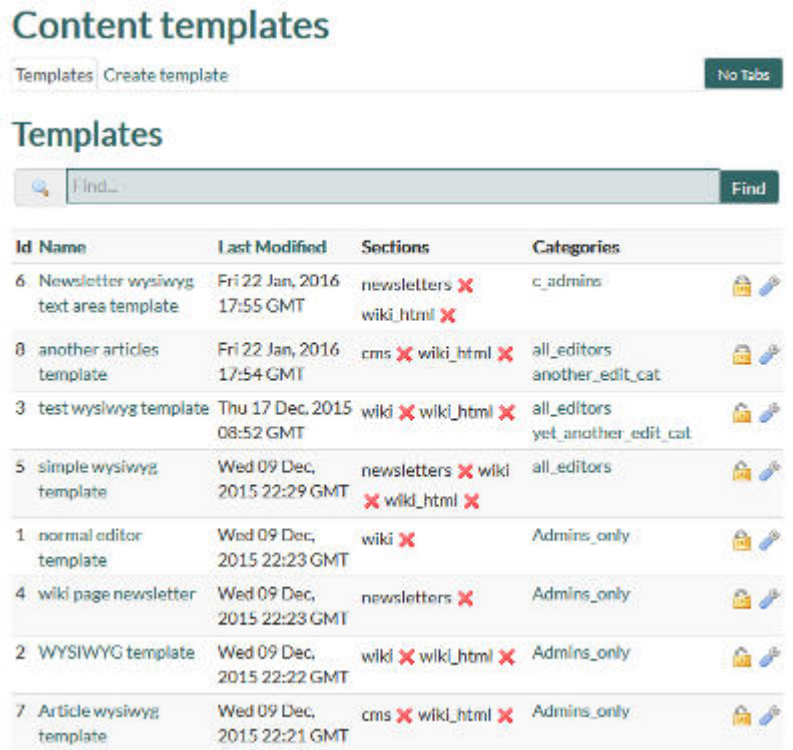 Content templates
Templates Create template No Tabs
Templates
Find... Find
Id Name Last Modified Sections Categories
6 Newsletter wysiwyg Fri 22 Jan, 2016 newsletters c_admins
text area template 17:55 GMT wiki_html
8 another articles Fri 22 Jan, 2016 cms wiki_html all_editors
template 17:54 GMT another_edit_cat
3 test wysiwyg template Thu 17 Dec, 2015 wiki wiki_html all_editors
08:52 GMT yet_another_edit_cat
5 simple wysiwyg Wed 09 Dec, newsletters wiki all_editors
template 2015 22:29 GMT wiki_html
1 normal editor Wed 09 Dec, wiki Admins_only
template 2015 22:23 GMT
4 wiki page newsletter Wed 09 Dec, newsletters Admins_only
2015 22:23 GMT
2 WYSIWYG template Wed 09 Dec, wiki wiki_html Admins_only
2015 22:22 GMT
7 Article wysiwyg Wed 09 Dec, cms wiki_html Admins_only
template 2015 22:21 GMT